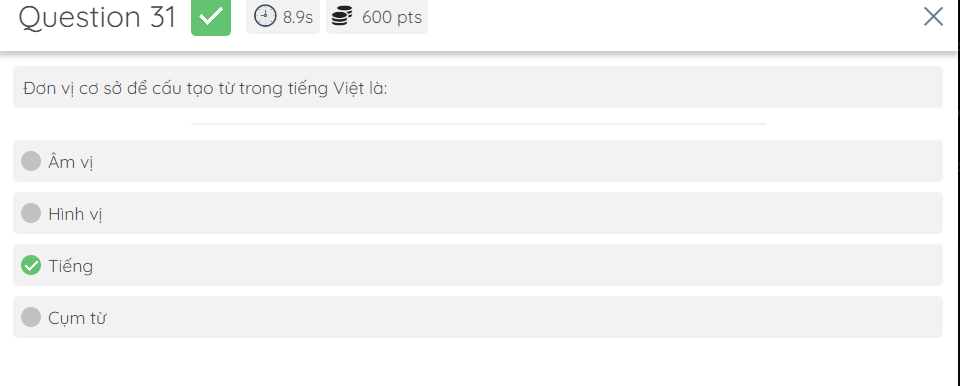 Question 31 8.9s 600 pts
Đơn vị cơ sở để cấu tạo từ trong tiếng Việt là:
Âm vị
Hình vị
Tiếng
Cụm từ